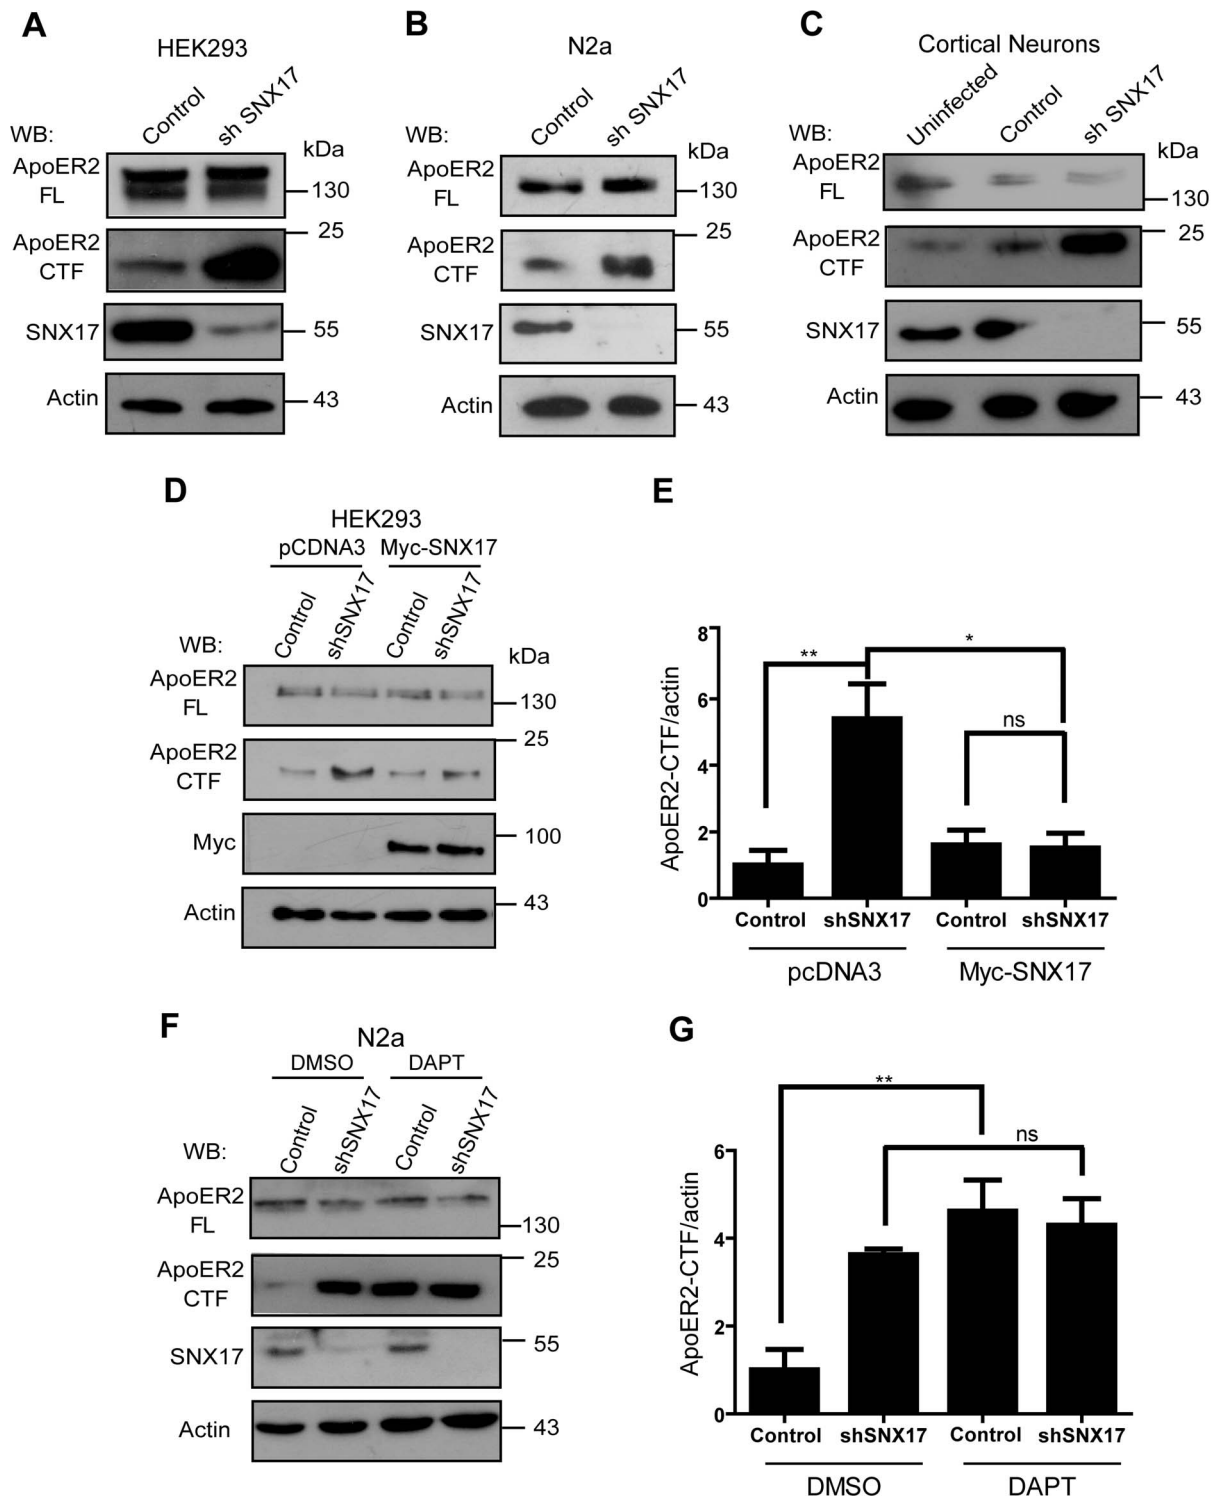 A
HEK293
Control
sh SNX17
WB:
kDa
ApoER2
FL
130
25
ApoER2
CTF
SNX17
55
Actin
43
B
N2a
Control
sh SNX17
WB:
kDa
ApoER2
FL
130
25
ApoER2
CTF
SNX17
55
Actin
43
C
Cortical Neurons
Uninfected
Control
sh SNX17
WB:
kDa
ApoER2
FL
130
25
ApoER2
CTF
SNX17
55
Actin
43
D
HEK293
pCDNA3 Myc-SNX17
Control
shSNX17
Control
shSNX17
WB:
kDa
ApoER2
FL
130
25
ApoER2
CTF
Myc
100
Actin
43
E
ApoER2-CTF/actin
8
6
4
2
0
**
*
ns
Control shSNX17 Control shSNX17
pcDNA3 Myc-SNX17
F
N2a
DMSO DAPT
Control
shSNX17
Control
shSNX17
WB:
ApoER2
FL
130
25
ApoER2
CTF
SNX17
55
Actin
43
G
ApoER2-CTF/actin
6
4
2
0
**
ns
Control shSNX17 Control shSNX17
DMSO DAPT